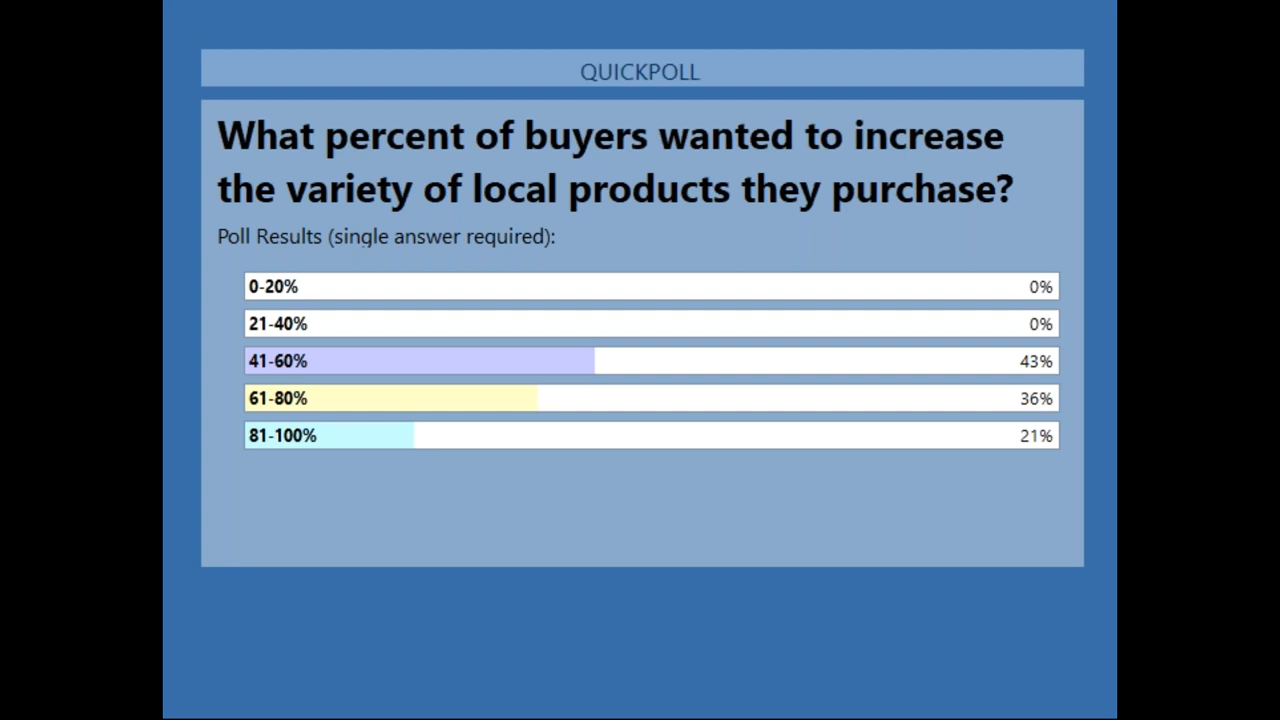 QUICKPOLL
What percent of buyers wanted to increase
the variety of local products they purchase?
Poll Results (single answer required):
0-20% 0%
21-40% 0%
41-60% 43%
61-80% 36%
81-100% 21%